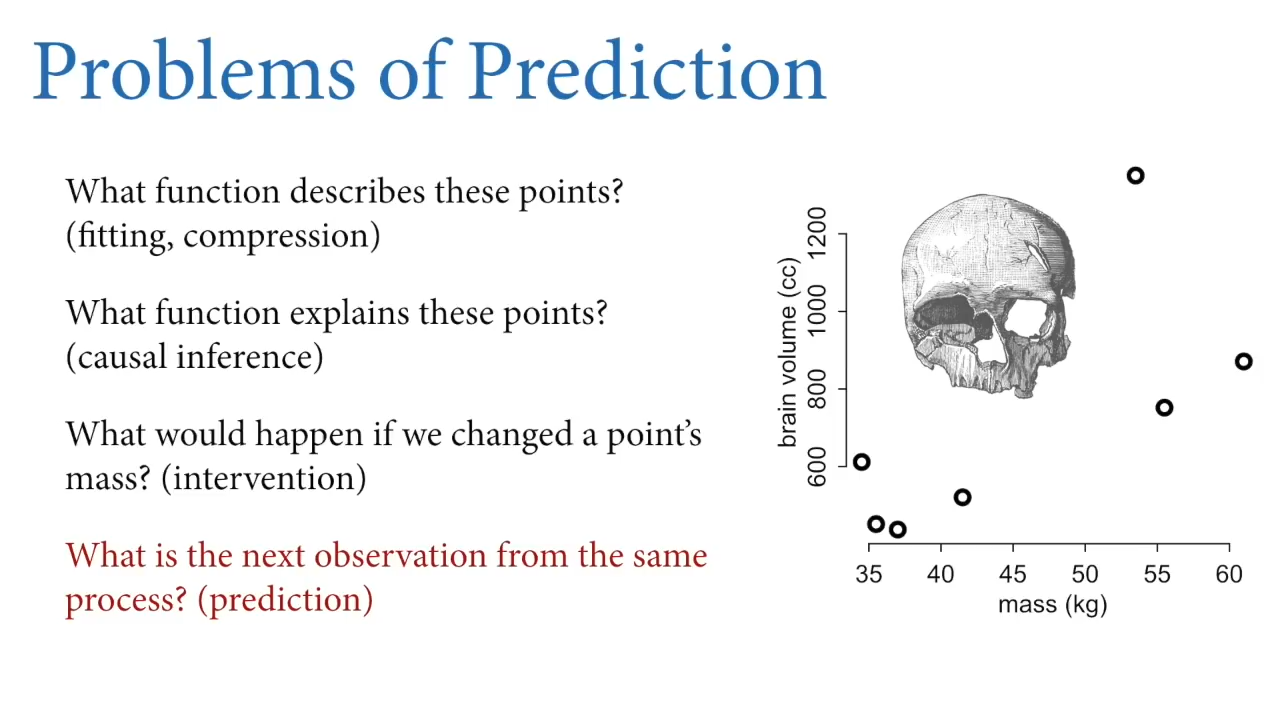 Problems of Prediction
What function describes these points?
(fitting, compression)
What function explains these points?
(causal inference)
What would happen if we changed a point’s
mass? (intervention)
What is the next observation from the same
process? (prediction)
brain volume (cc)
600 800 1000 1200
35 40 45 50 55 60
mass (kg)